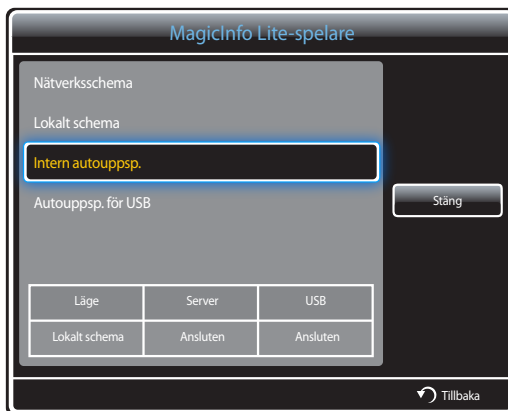 MagicInfo Lite-spelare
Nätverksschema
Lokalt schema
Intern autouppsp.
Autouppsp. för USB
Stäng
Läge Server USB
Lokalt schema Ansluten Ansluten
Tillbaka